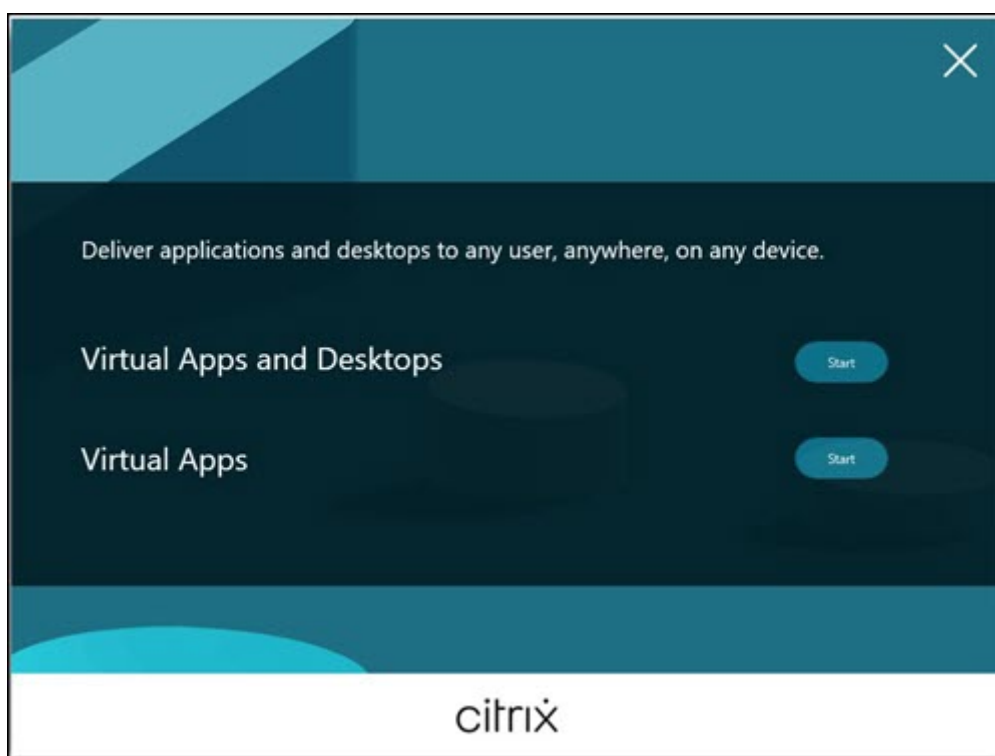 Deliver applications and desktops to any user, anywhere, on any device.
Virtual Apps and Desktops
Start
Virtual Apps
Start
citrix